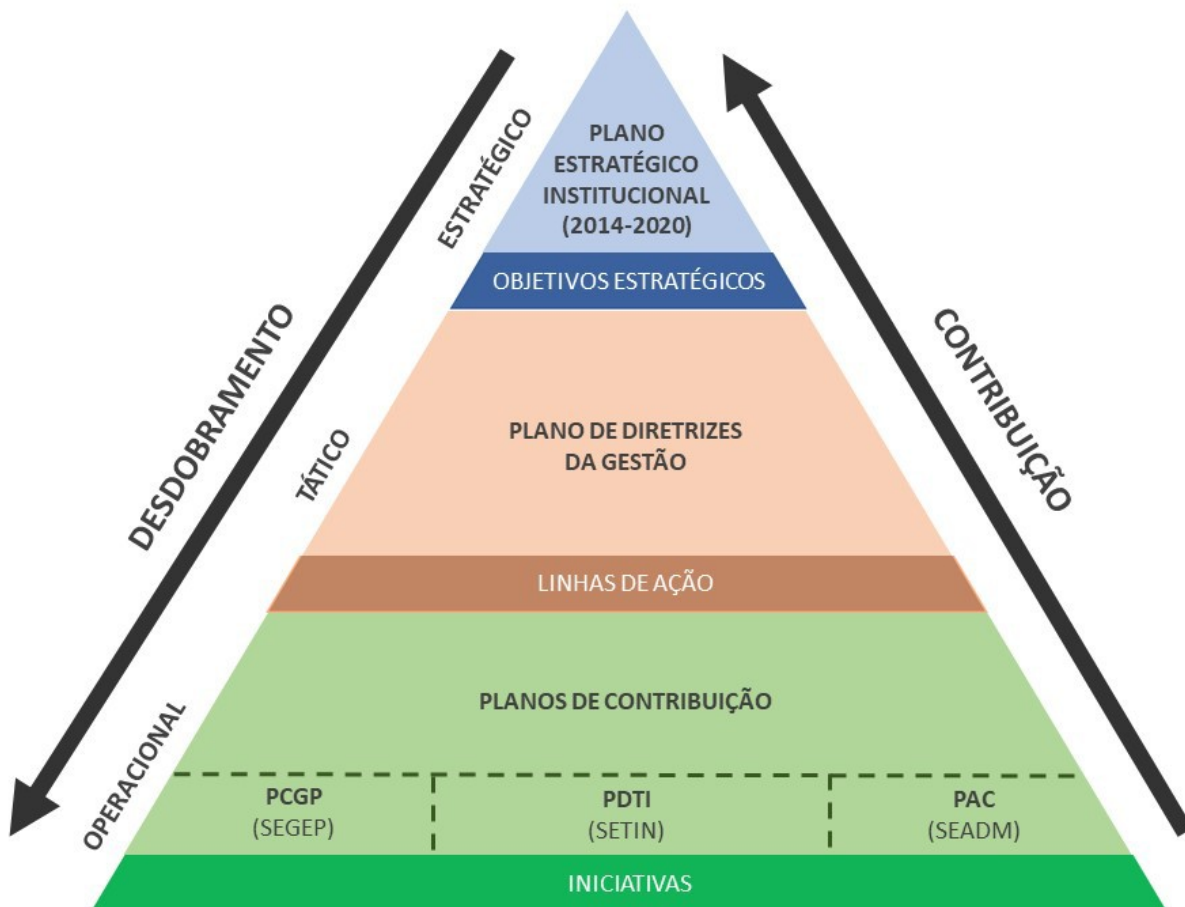 ESTRATÉGICO
PLANO
ESTRATÉGICO
INSTITUCIONAL
(2014-2020)
OBJETIVOS ESTRATÉGICOS
DESDOBRAMENTO
CONTRIBUIÇÃO
TÁTICO
PLANO DE DIRETRIZES
DA GESTÃO
LINHAS DE AÇÃO
OPERACIONAL
PLANOS DE CONTRIBUIÇÃO
PCGP
(SEGEP)
PDTI
(SETIN)
PAC
(SEADM)
INICIATIVAS